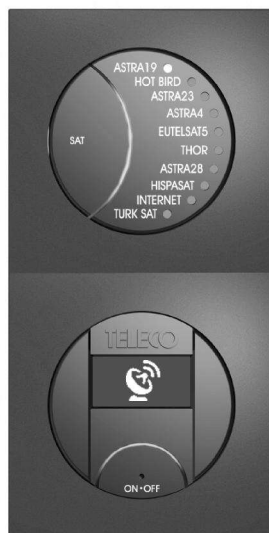 ASTRA19
HOT BIRD
ASTRA23
ASTRA4
SAT
EUTELSAT5
THOR
ASTRA28
HISPASAT
INTERNET
TURK SAT
TELECO
ON•OFF